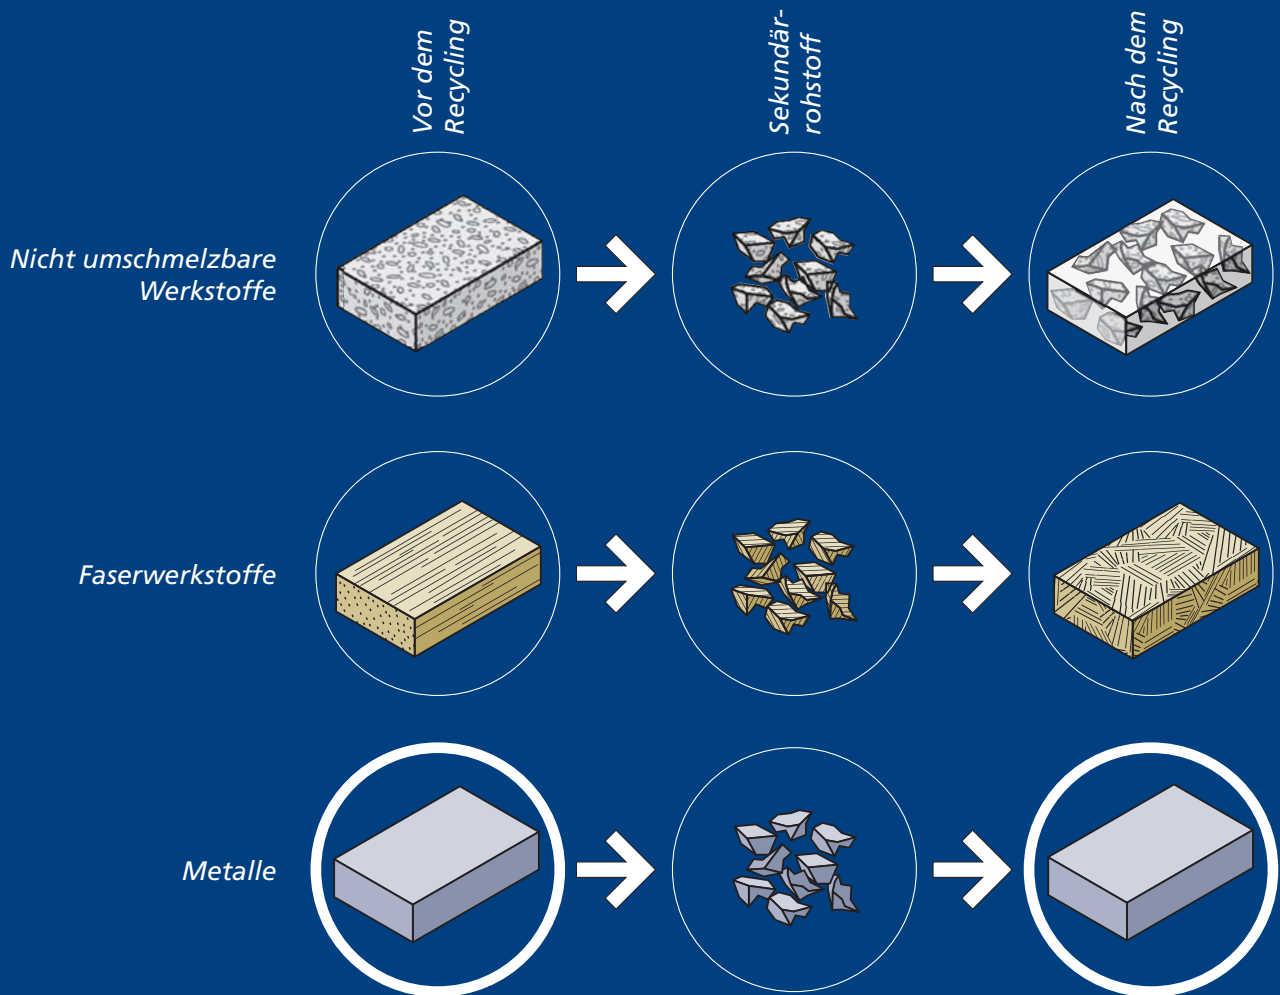 Vor dem
Recycling
Sekundär-
rohstoff
Nach dem
Recycling
Nicht umschmelzbare
Werkstoffe
Faserwerkstoffe
Metalle